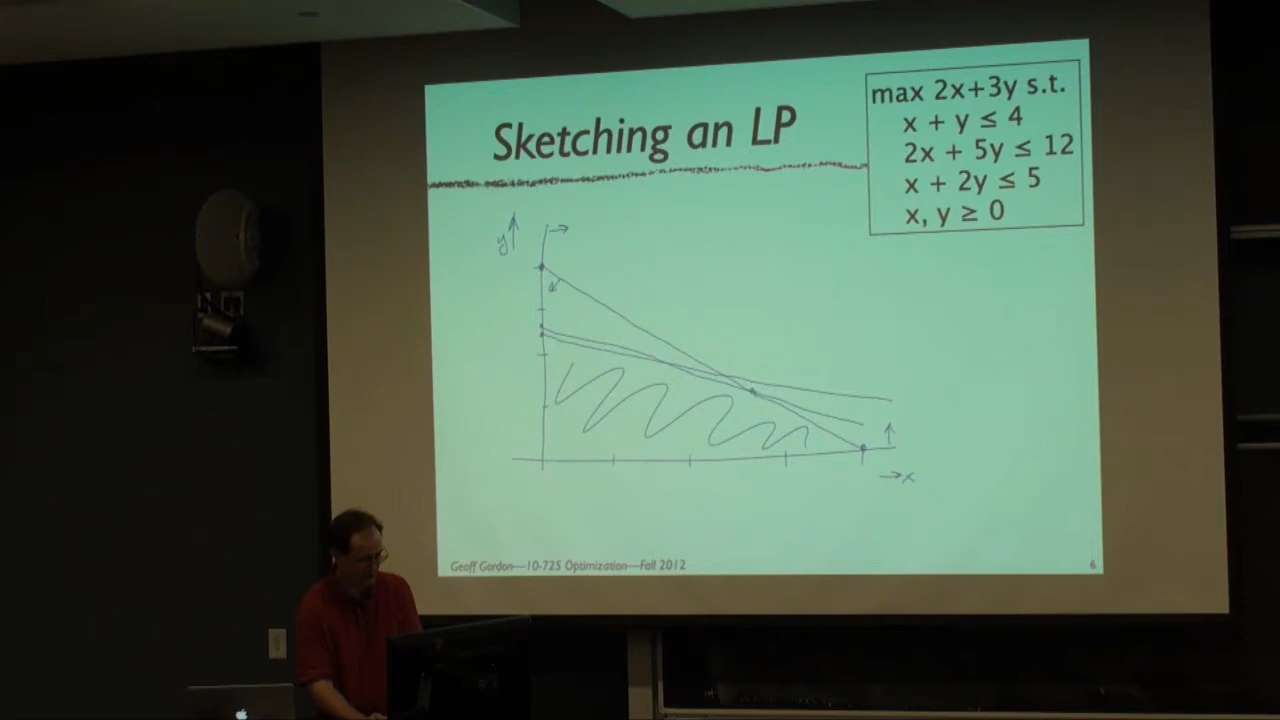 Sketching an LP
max 2x+3y s.t.
x + y ≤ 4
2x + 5y ≤ 12
x + 2y ≤ 5
x, y ≥ 0
y↑
→
→x
Geoff Gordon—10-725 Optimization—Fall 2012
6